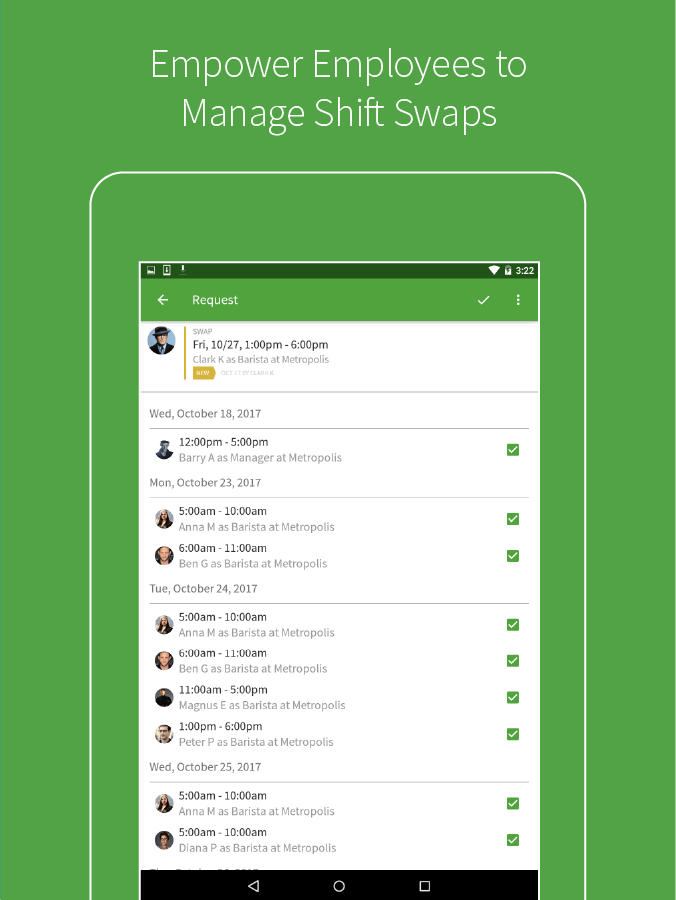 Empower Employees to
Manage Shift Swaps
3:22
Request
SWAP
Fri, 10/27, 1:00pm - 6:00pm
Clark K as Barista at Metropolis
NEW
Wed, October 18, 2017
12:00pm - 5:00pm
Barry A as Manager at Metropolis
Mon, October 23, 2017
5:00am - 10:00am
Anna M as Barista at Metropolis
6:00am - 11:00am
Ben G as Barista at Metropolis
Tue, October 24, 2017
5:00am - 10:00am
Anna M as Barista at Metropolis
6:00am - 11:00am
Ben G as Barista at Metropolis
11:00am - 5:00pm
Magnus E as Barista at Metropolis
1:00pm - 6:00pm
Peter P as Barista at Metropolis
Wed, October 25, 2017
5:00am - 10:00am
Anna M as Barista at Metropolis
5:00am - 10:00am
Diana P as Barista at Metropolis